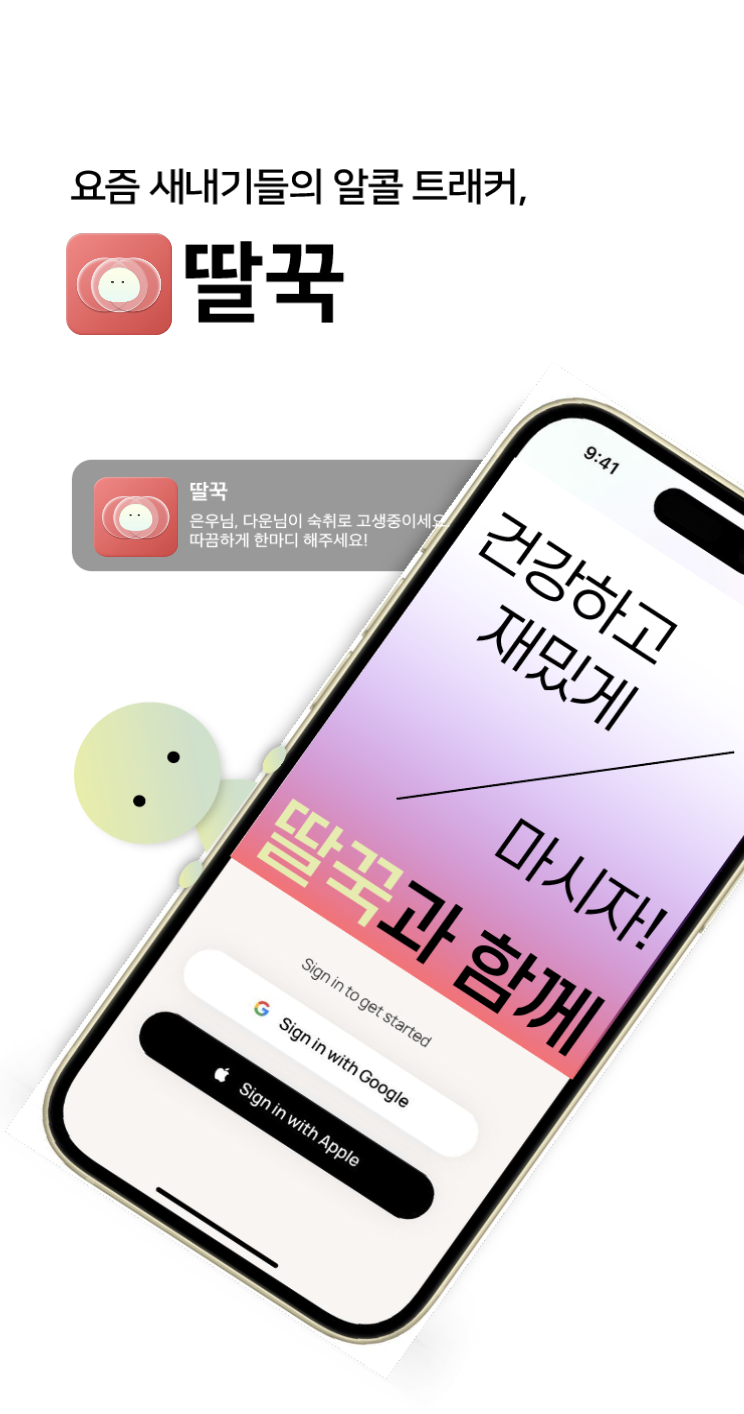 요즘 새내기들의 알콜 트래커,
딸꾹
딸꾹
은우님, 다운님이 숙취로 고생중이세요
따끔하게 한마디 해주세요!
9:41
건강하고
재밌게
마시자!
딸꾹과 함께
Sign in to get started
Sign in with Google
Sign in with Apple